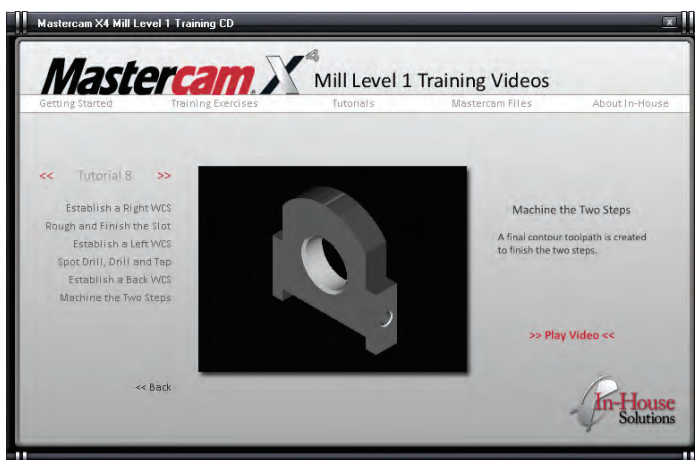 Mastercam X4 Mill Level 1 Training CD
x
Mastercam. X4 Mill Level 1 Training Videos
Getting Started Training Exercises Tutorials Mastercam Files About In-House
<< Tutorial 8 >>
Establish a Right WCS
Rough and Finish the Slot
Establish a Left WCS
Spot Drill, Drill and Tap
Establish a Back WCS
Machine the Two Steps
<< Back
Machine the Two Steps
A final contour toolpath is created
to finish the two steps.
>> Play Video <<
In-House
Solutions